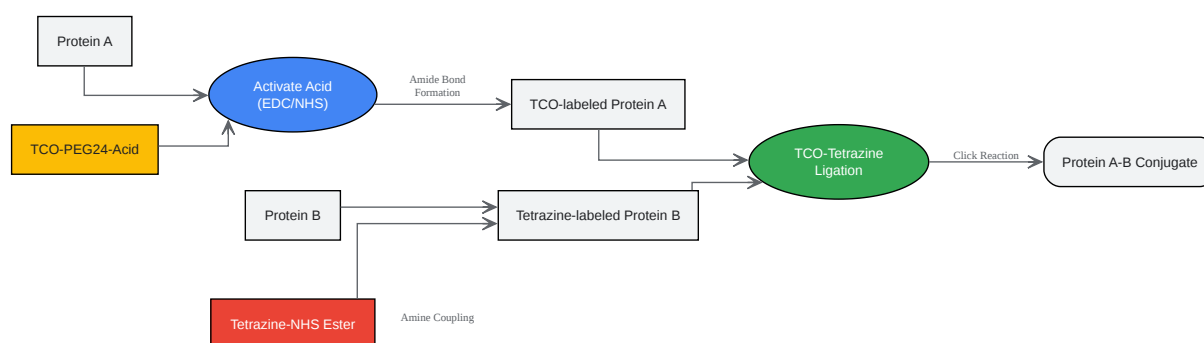 Protein A
Activate Acid
(EDC/NHS)
Amide Bond
Formation
TCO-labeled Protein A
TCO-PEG24-Acid
TCO-Tetrazine
Ligation
Click Reaction
Protein A-B Conjugate
Protein B
Tetrazine-labeled Protein B
Tetrazine-NHS Ester
Amine Coupling